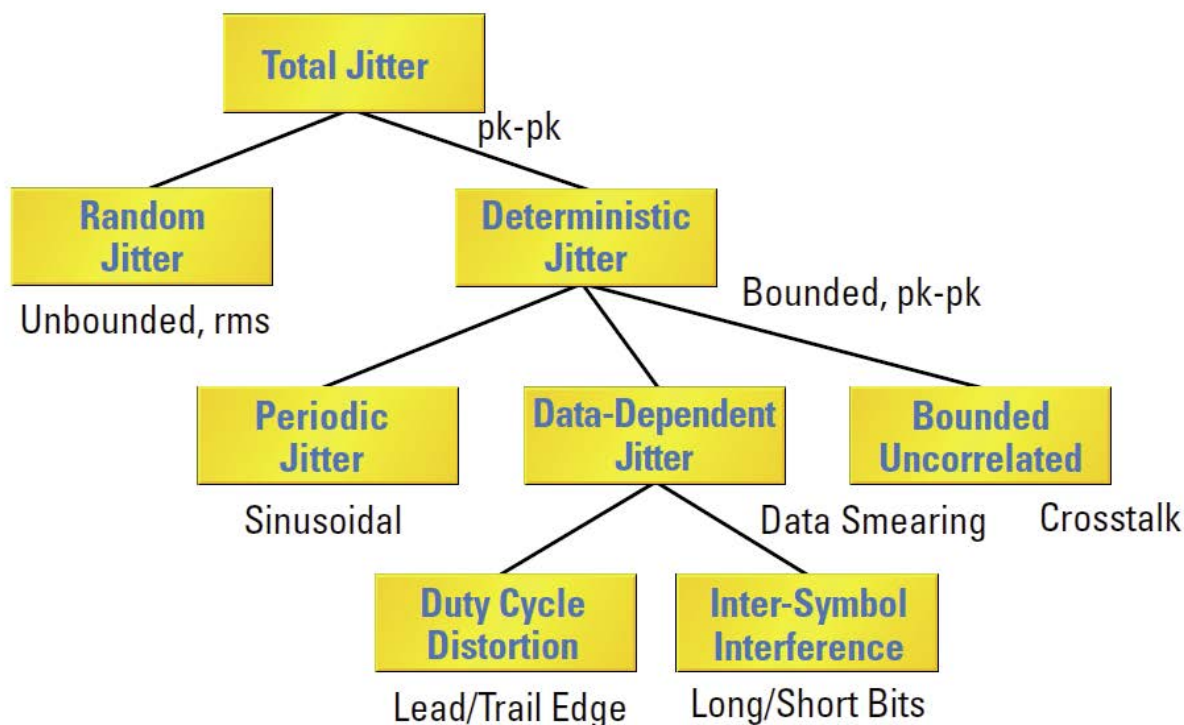 Total Jitter
pk-pk
Random
Jitter
Deterministic
Jitter
Unbounded, rms
Bounded, pk-pk
Periodic
Jitter
Data-Dependent
Jitter
Bounded
Uncorrelated
Sinusoidal
Data Smearing
Crosstalk
Duty Cycle
Distortion
Inter-Symbol
Interference
Lead/Trail Edge
Long/Short Bits